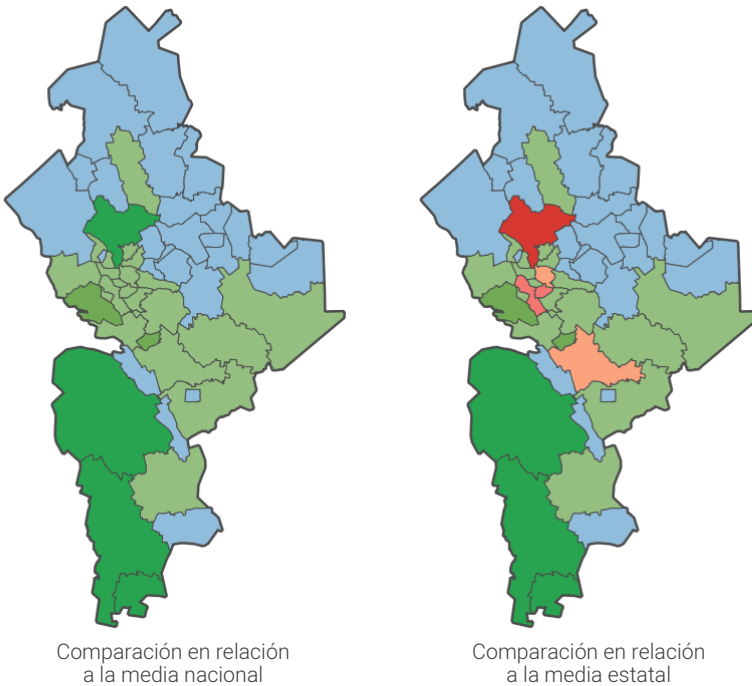 Comparación en relación
a la media nacional
Comparación en relación
a la media estatal